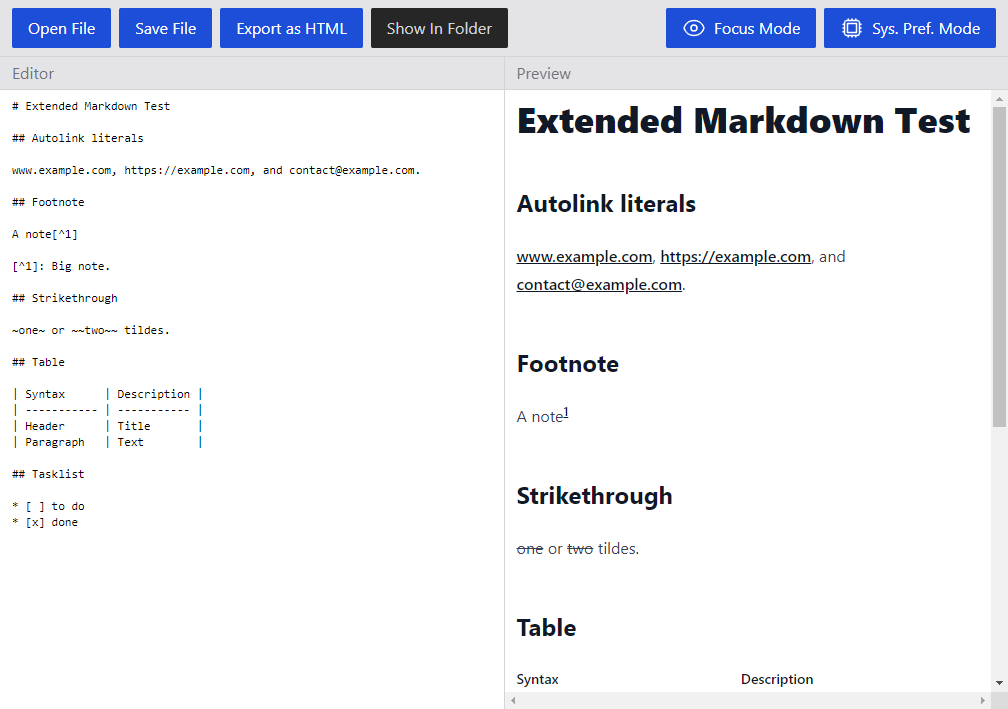 Open File Save File Export as HTML Show In Folder Focus Mode Sys. Pref. Mode
Editor
# Extended Markdown Test
## Autolink literals
www.example.com, https://example.com, and contact@example.com.
## Footnote
A note[^1]
[^1]: Big note.
## Strikethrough
~one~ or ~~two~~ tildes.
## Table
| Syntax      | Description |
| ----------- | ----------- |
| Header      | Title       |
| Paragraph   | Text        |
## Tasklist
* [ ] to do
* [x] done
Preview
Extended Markdown Test
Autolink literals
www.example.com, https://example.com, and
contact@example.com.
Footnote
A note1
Strikethrough
one or two tildes.
Table
Syntax Description